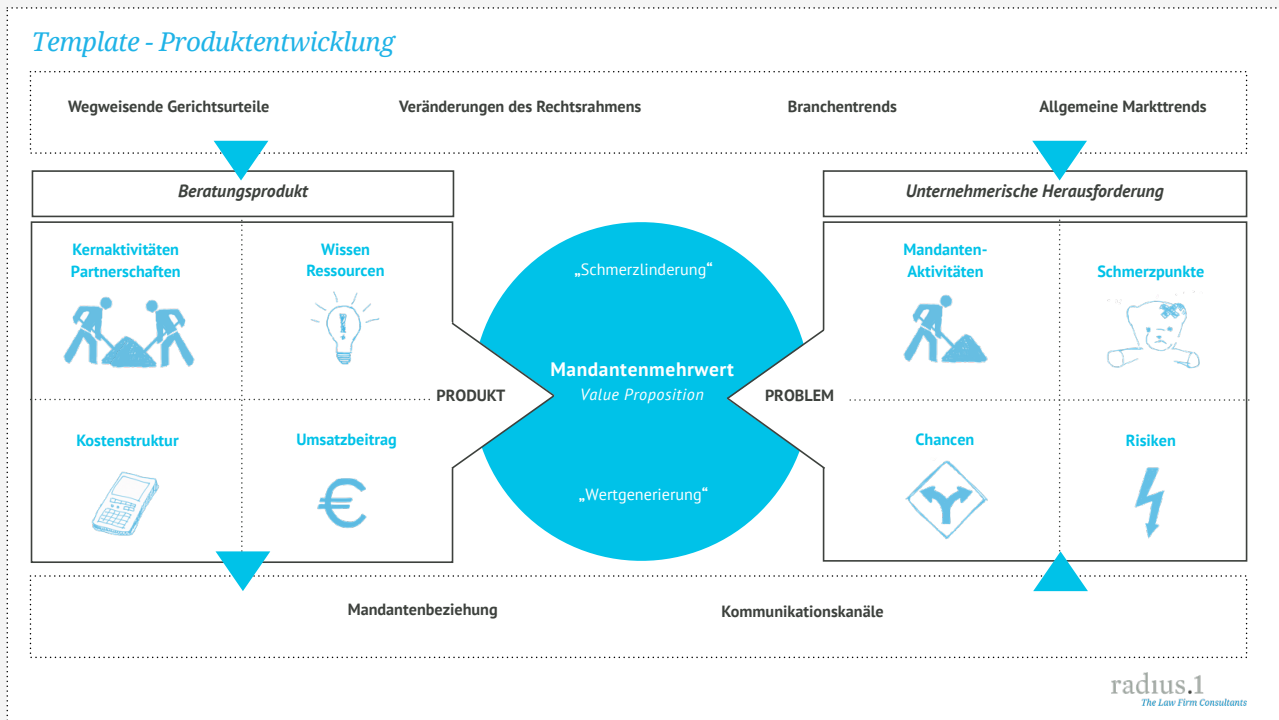 Template - Produktentwicklung
Wegweisende Gerichtsurteile
Veränderungen des Rechtsrahmens
Branchentrends
Allgemeine Markttrends
Beratungsprodukt
Unternehmerische Herausforderung
Kernaktivitäten
Partnerschaften
Wissen
Ressourcen
„Schmerzlinderung“
Mandanten-
Aktivitäten
Schmerzpunkte
Mandantenmehrwert
Value Proposition
PRODUKT
PROBLEM
Kostenstruktur
Umsatzbeitrag
„Wertgenerierung“
Chancen
Risiken
€
Mandantenbeziehung
Kommunikationskanäle
radıus.1
The Law Firm Consultants